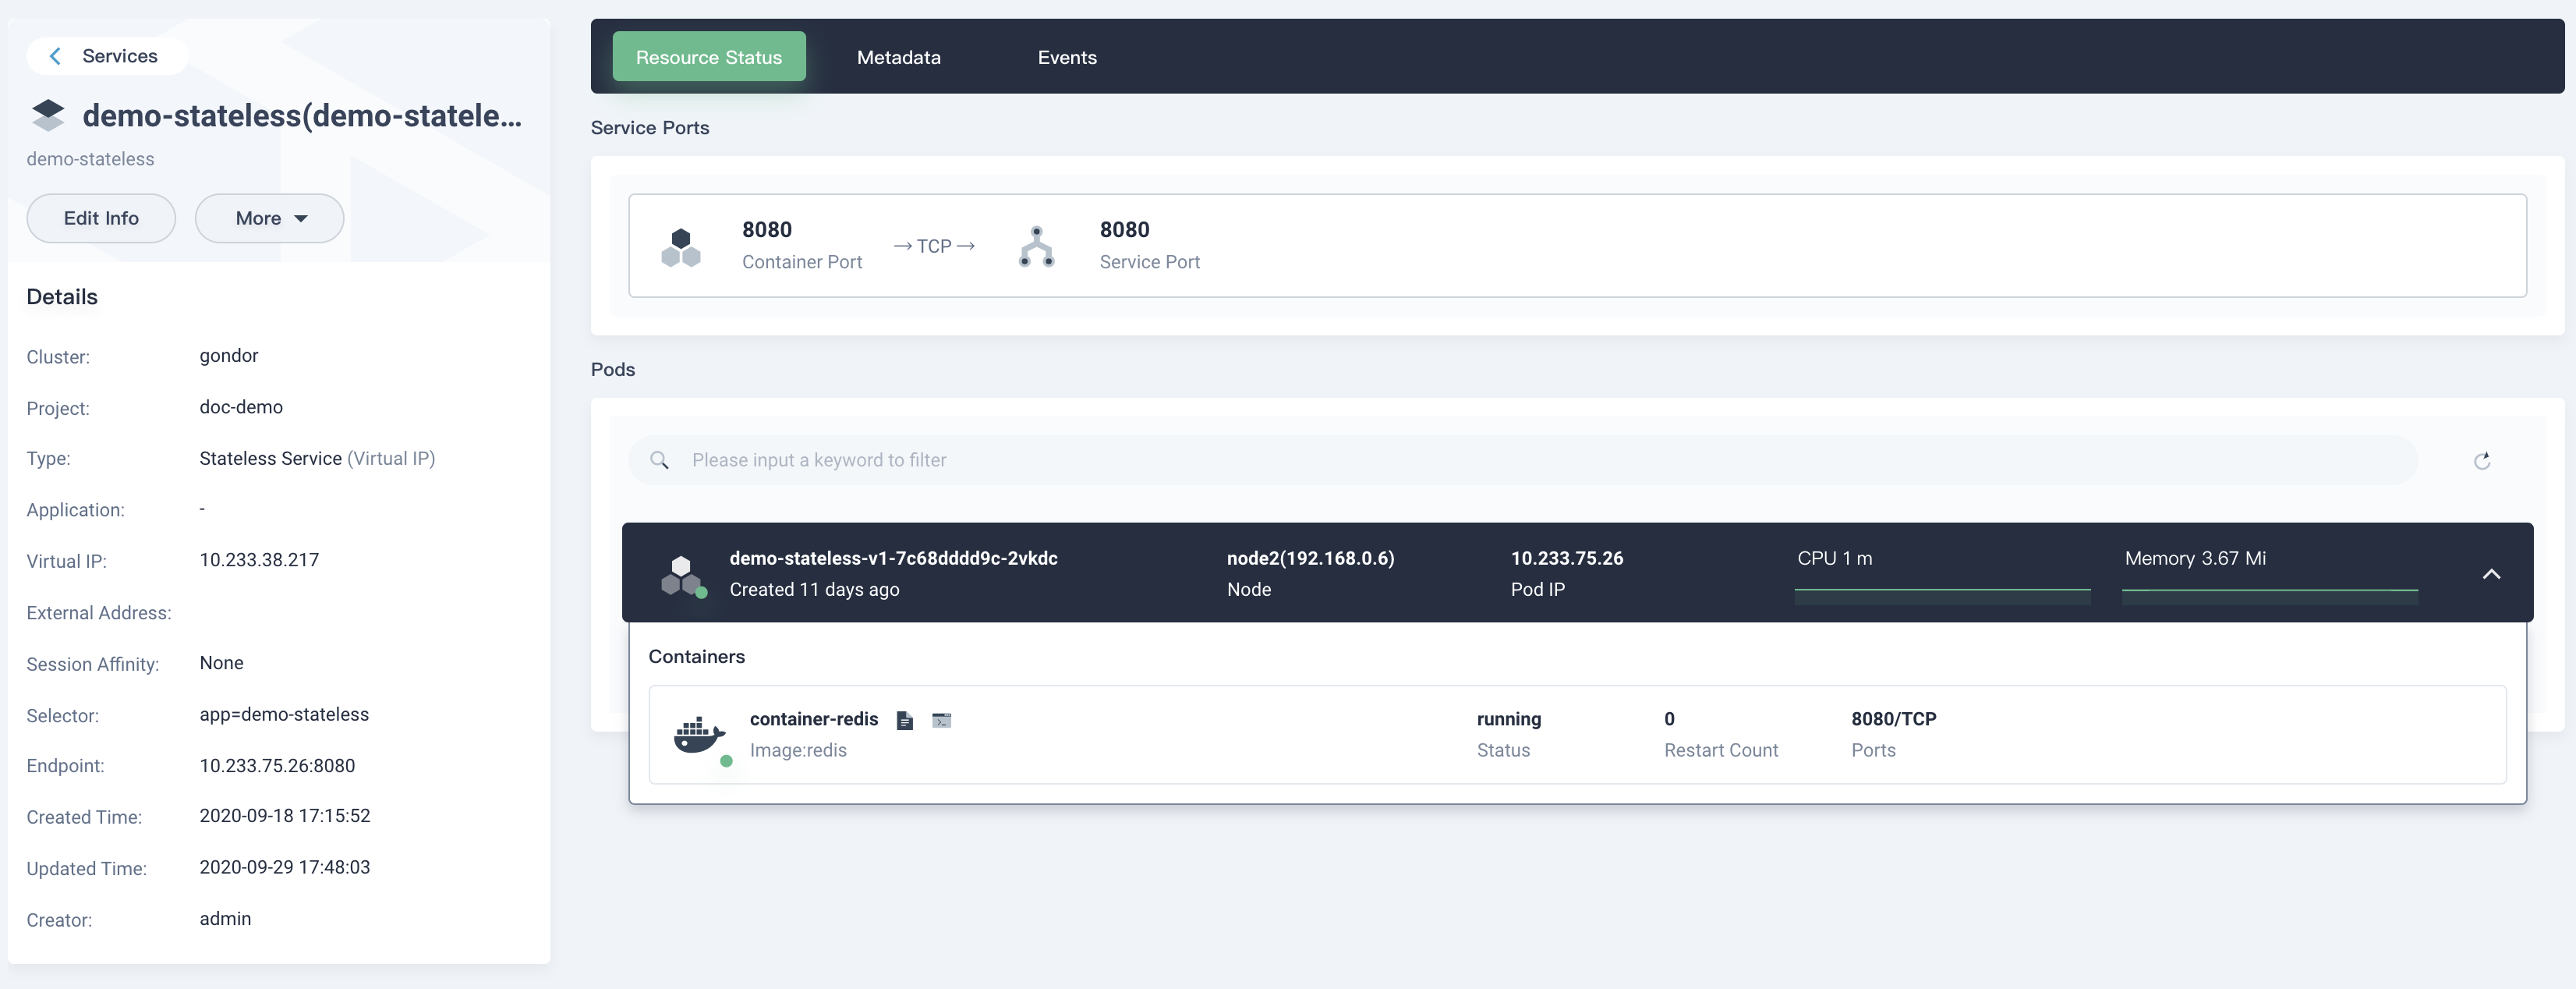 Services
demo-stateless(demo-statele...
demo-stateless
Edit Info
More
Details
Cluster: gondor
Project: doc-demo
Type: Stateless Service (Virtual IP)
Application: -
Virtual IP: 10.233.38.217
External Address:
Session Affinity: None
Selector: app=demo-stateless
Endpoint: 10.233.75.26:8080
Created Time: 2020-09-18 17:15:52
Updated Time: 2020-09-29 17:48:03
Creator: admin
Resource Status Metadata Events
Service Ports
8080 → TCP → 8080
Container Port Service Port
Pods
Please input a keyword to filter
demo-stateless-v1-7c68dddd9c-2vkdc node2(192.168.0.6) 10.233.75.26 CPU 1 m Memory 3.67 Mi
Created 11 days ago Node Pod IP
Containers
container-redis running 0 8080/TCP
Image:redis Status Restart Count Ports